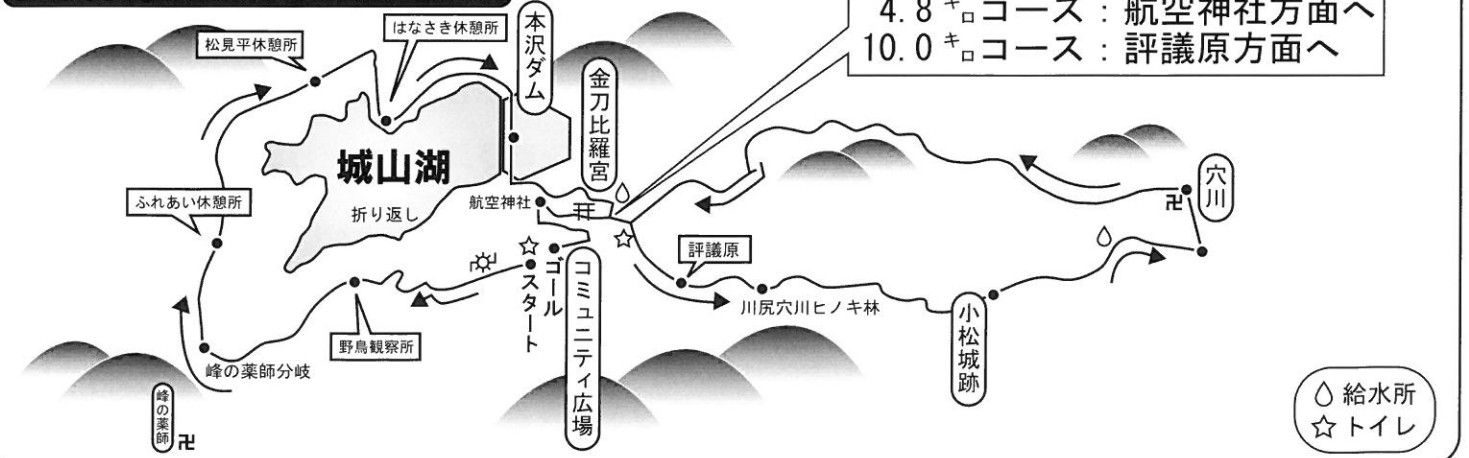 4.8㌔コース：航空神社方面へ
10.0㌔コース：評議原方面へ
松見平休憩所
はなさき休憩所
本沢ダム
金刀比羅宮
城山湖
折り返し
航空神社
ふれあい休憩所
穴川
卍
評議原
ゴール
スタート
コミュニティ広場
川尻穴川ヒノキ林
小松城跡
野鳥観察所
峰の薬師分岐
峰の薬師
卍
給水所
トイレ